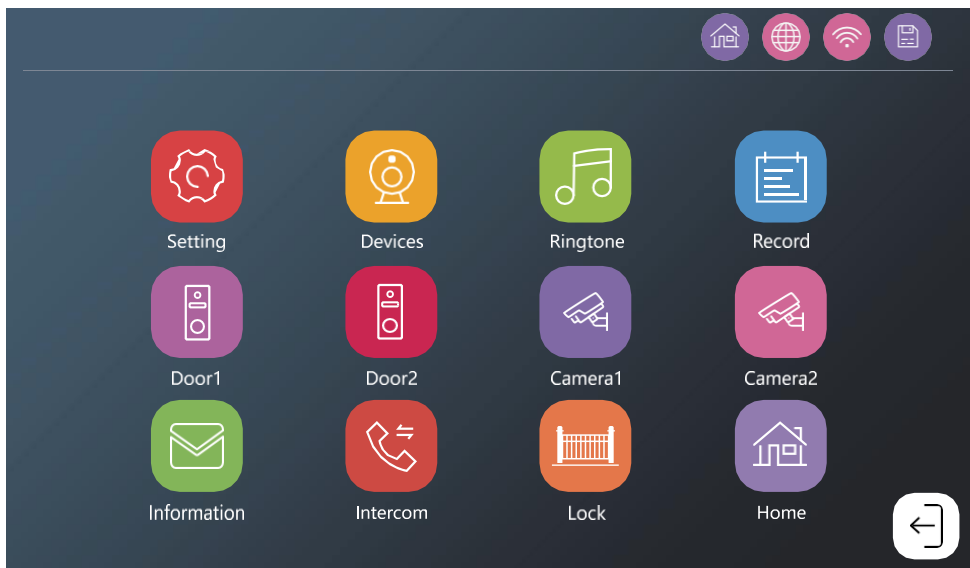 Setting
Devices
Ringtone
Record
Door1
Door2
Camera1
Camera2
Information
Intercom
Lock
Home